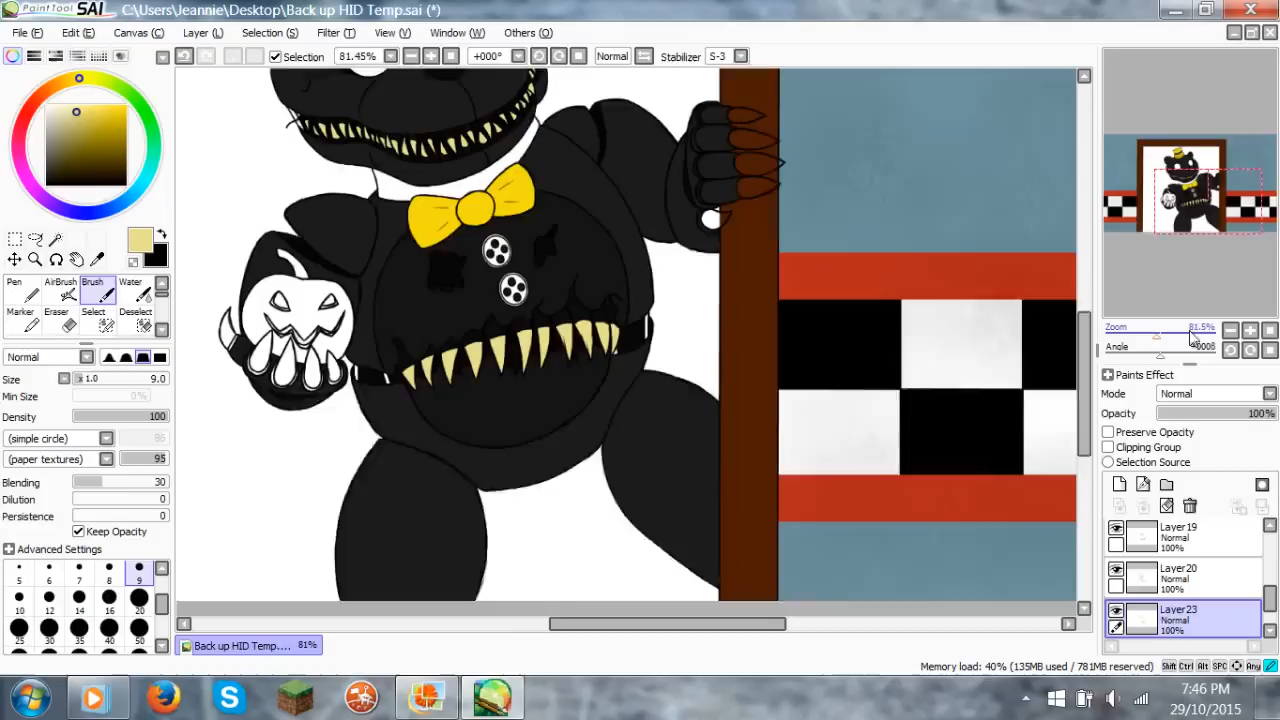 PaintTool SAI C:\Users\Jeannie\Desktop\Back up HID Temp.sai (*)
File (F) Edit (E) Canvas (C) Layer (L) Selection (S) Filter (T) View (V) Window (W) Others (O)
Selection 81.45% +000° Normal Stabilizer S-3
Pen AirBrush Brush Water
Marker Eraser Select Deselect
Normal
Size x 1.0 9.0
Min Size 0%
Density 100
(simple circle)
(paper textures) 95
Blending 30
Dilution 0
Persistence 0
Keep Opacity
Advanced Settings
5 6 7 8 9
10 12 14 16 20
25 30 35 40 50
Zoom 81.5%
Angle
Paints Effect
Mode Normal
Opacity 100%
Preserve Opacity
Clipping Group
Selection Source
Layer19
Normal
100%
Layer20
Normal
100%
Layer23
Normal
100%
Back up HID Temp.... 81%
Memory load: 40% (135MB used / 781MB reserved) Shift Ctrl Alt SPC Any
7:46 PM
29/10/2015